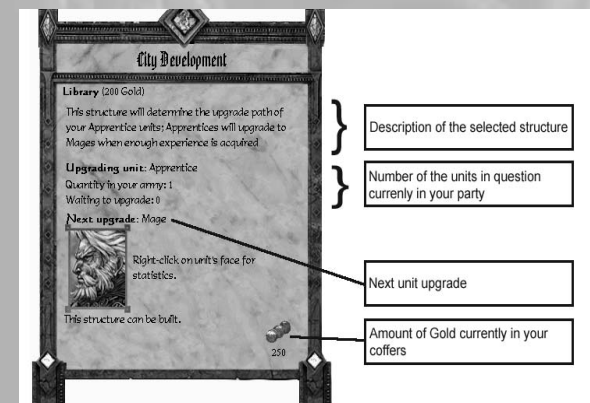 City Development
Library (200 Gold)
This structure will determine the upgrade path of
your Apprentice units; Apprentices will upgrade to
Mages when enough experience is acquired
Upgrading unit: Apprentice
Quantity in your army: 1
Waiting to upgrade: 0
Next upgrade: Mage
Right-click on unit's face for
statistics.
This structure can be built.
250
Description of the selected structure
Number of the units in question
currenly in your party
Next unit upgrade
Amount of Gold currently in your
coffers